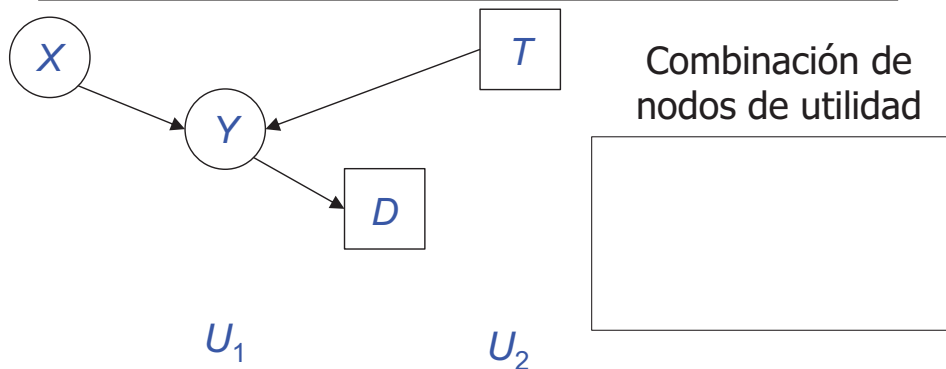 X
T
Combinación de
nodos de utilidad
Y
D
U₁
U₂